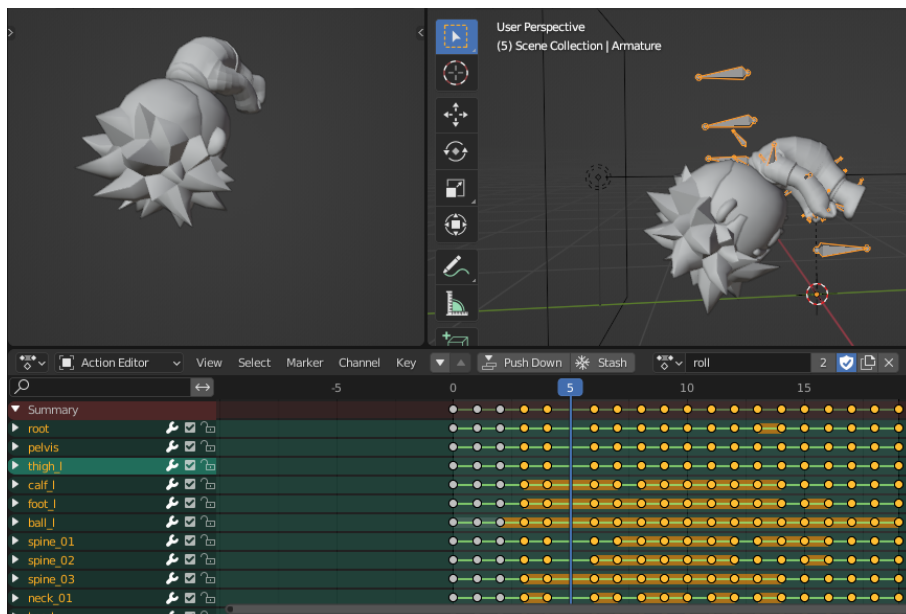 User Perspective
(5) Scene Collection | Armature
Action Editor View Select Marker Channel Key Push Down Stash roll 2
-5 0 5 10 15
Summary
root
pelvis
thigh_l
calf_l
foot_l
ball_l
spine_01
spine_02
spine_03
neck_01